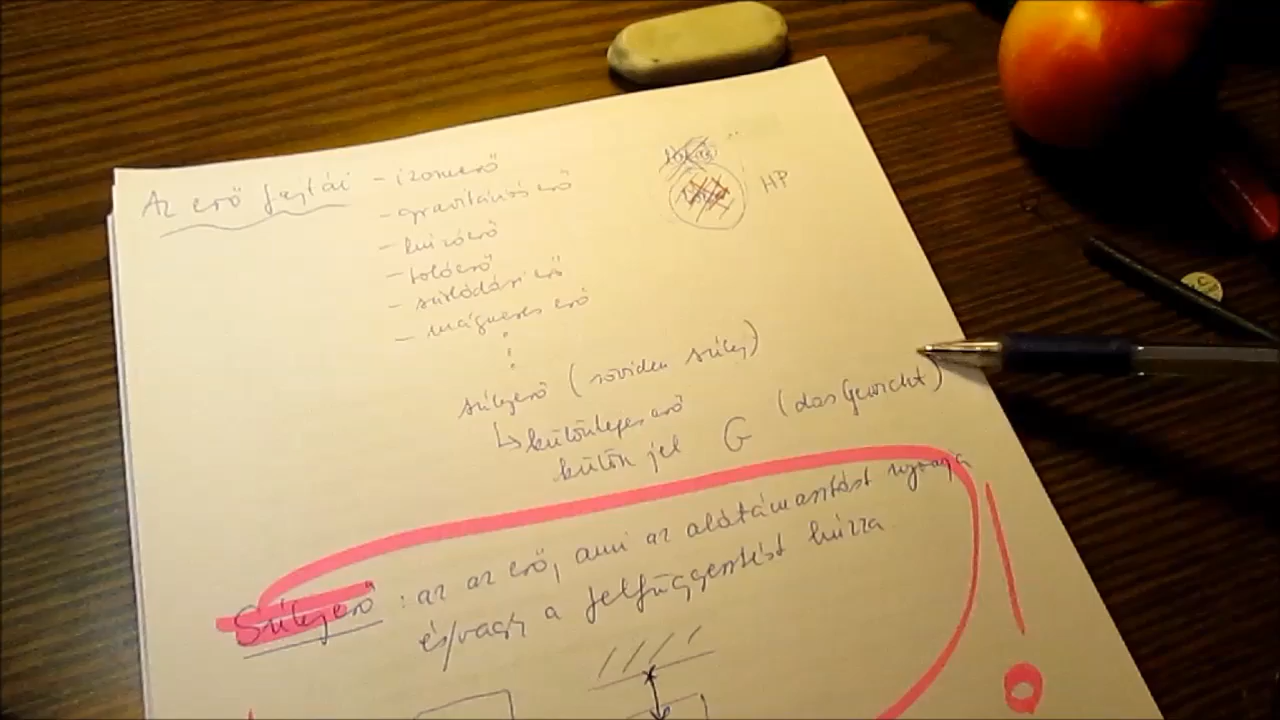 Az erő fajtái - izomerő
- gravitációs erő
- húzóerő
- tolóerő
- súrlódási erő
- mágneses erő
HP
súlyerő (röviden súly)
↳ különleges erő
külön jel G (das Gewicht)
Súlyerő : az az erő, ami az alátámasztást nyomja
és/vagy a felfüggesztést húzza